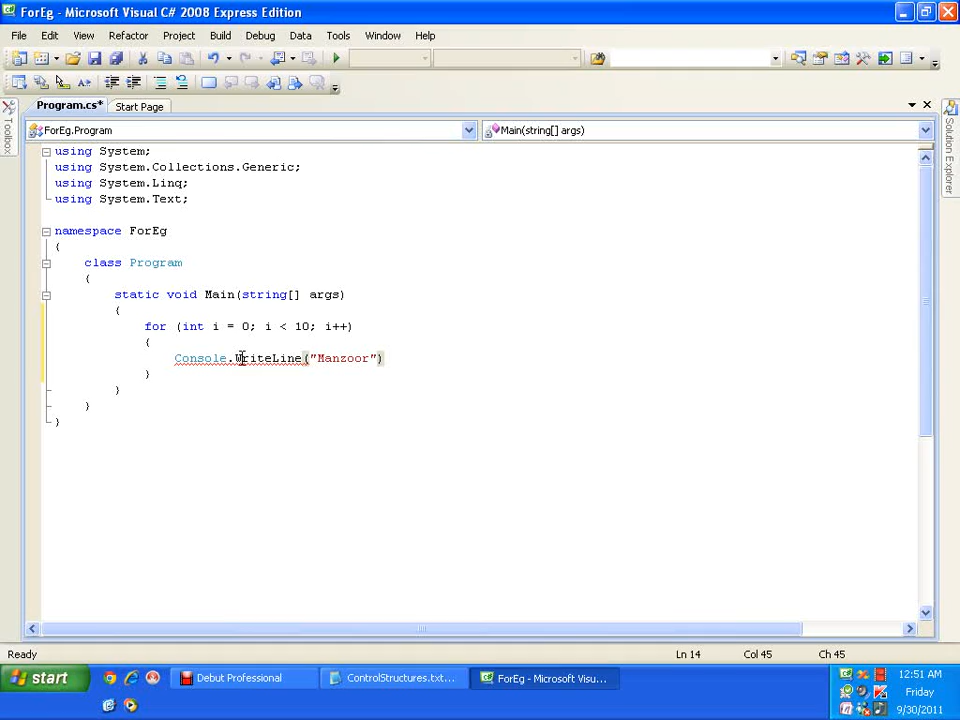 ForEg - Microsoft Visual C# 2008 Express Edition
File Edit View Refactor Project Build Debug Data Tools Window Help
Program.cs* Start Page
Toolbox
ForEg.Program Main(string[] args)
Solution Explorer
using System;
using System.Collections.Generic;
using System.Linq;
using System.Text;
namespace ForEg
{
class Program
{
static void Main(string[] args)
{
for (int i = 0; i < 10; i++)
{
Console.WriteLine("Manzoor")
}
}
}
}
Ready Ln 14 Col 45 Ch 45
start Debut Professional ControlStructures.txt... ForEg - Microsoft Visu... 12:51 AM
Friday
9/30/2011